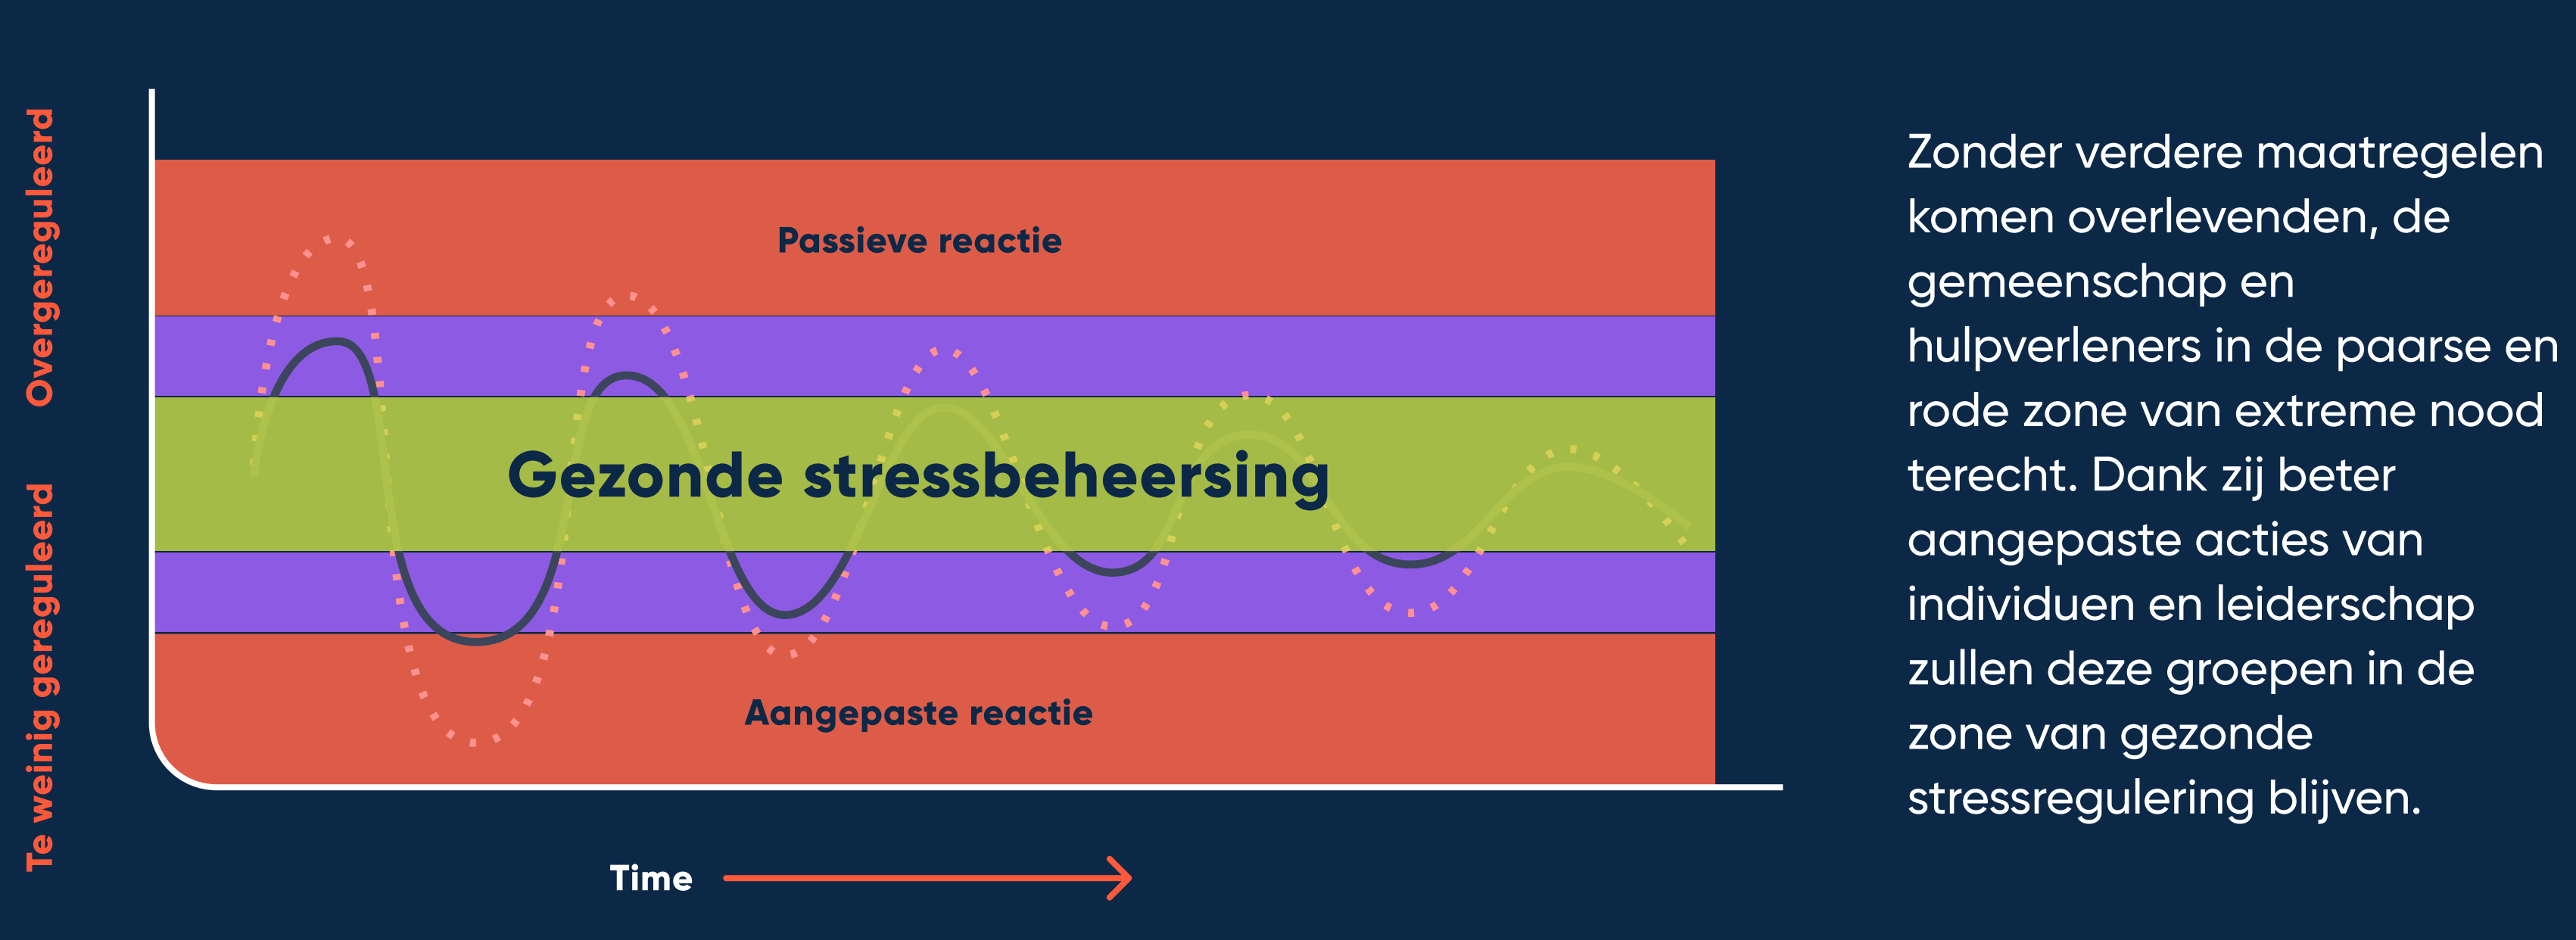 Overgereguleerd
Te weinig gereguleerd
Passieve reactie
Gezonde stressbeheersing
Aangepaste reactie
Time
Zonder verdere maatregelen
komen overlevenden, de
gemeenschap en
hulpverleners in de paarse en
rode zone van extreme nood
terecht. Dank zij beter
aangepaste acties van
individuen en leiderschap
zullen deze groepen in de
zone van gezonde
stressregulering blijven.